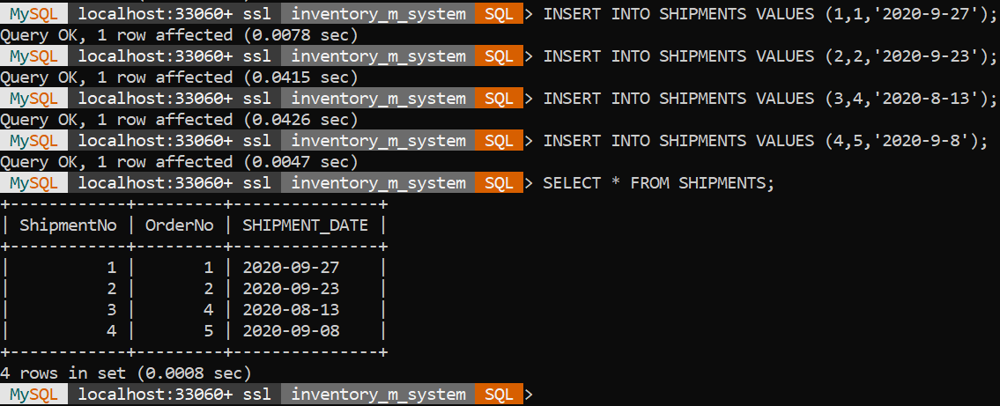 MySQL localhost:33060+ ssl inventory_m_system SQL > INSERT INTO SHIPMENTS VALUES (1,1,'2020-9-27');
Query OK, 1 row affected (0.0078 sec)
MySQL localhost:33060+ ssl inventory_m_system SQL > INSERT INTO SHIPMENTS VALUES (2,2,'2020-9-23');
Query OK, 1 row affected (0.0415 sec)
MySQL localhost:33060+ ssl inventory_m_system SQL > INSERT INTO SHIPMENTS VALUES (3,4,'2020-8-13');
Query OK, 1 row affected (0.0426 sec)
MySQL localhost:33060+ ssl inventory_m_system SQL > INSERT INTO SHIPMENTS VALUES (4,5,'2020-9-8');
Query OK, 1 row affected (0.0047 sec)
MySQL localhost:33060+ ssl inventory_m_system SQL > SELECT * FROM SHIPMENTS;
+------------+---------+---------------+
| ShipmentNo | OrderNo | SHIPMENT_DATE |
+------------+---------+---------------+
|          1 |       1 | 2020-09-27    |
|          2 |       2 | 2020-09-23    |
|          3 |       4 | 2020-08-13    |
|          4 |       5 | 2020-09-08    |
+------------+---------+---------------+
4 rows in set (0.0008 sec)
MySQL localhost:33060+ ssl inventory_m_system SQL >